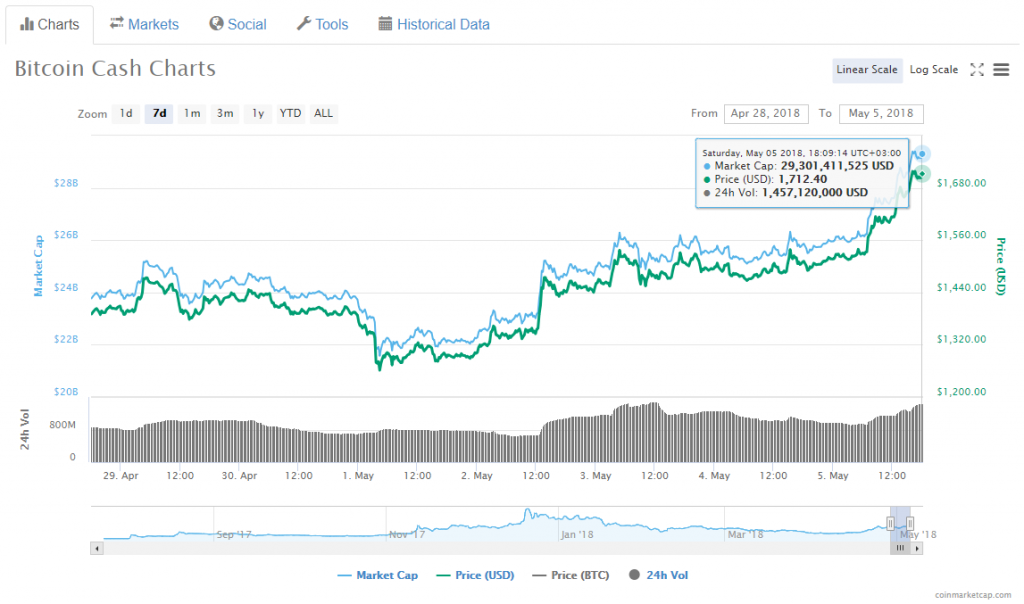 Charts Markets Social Tools Historical Data
Bitcoin Cash Charts
Linear Scale Log Scale
Zoom 1d 7d 1m 3m 1y YTD ALL From Apr 28, 2018 To May 5, 2018
Saturday, May 05 2018, 18:09:14 UTC+03:00
Market Cap: 29,301,411,525 USD
Price (USD): 1,712.40
24h Vol: 1,457,120,000 USD
$28B $1,680.00
$26B $1,560.00
Market Cap
Price (USD)
$24B $1,440.00
$22B $1,320.00
$20B $1,200.00
24h Vol
800M
0
29. Apr 12:00 30. Apr 12:00 1. May 12:00 2. May 12:00 3. May 12:00 4. May 12:00 5. May 12:00
Sep '17 Nov '17 Jan '18 Mar '18 May '18
Market Cap Price (USD) Price (BTC) 24h Vol
coinmarketcap.com